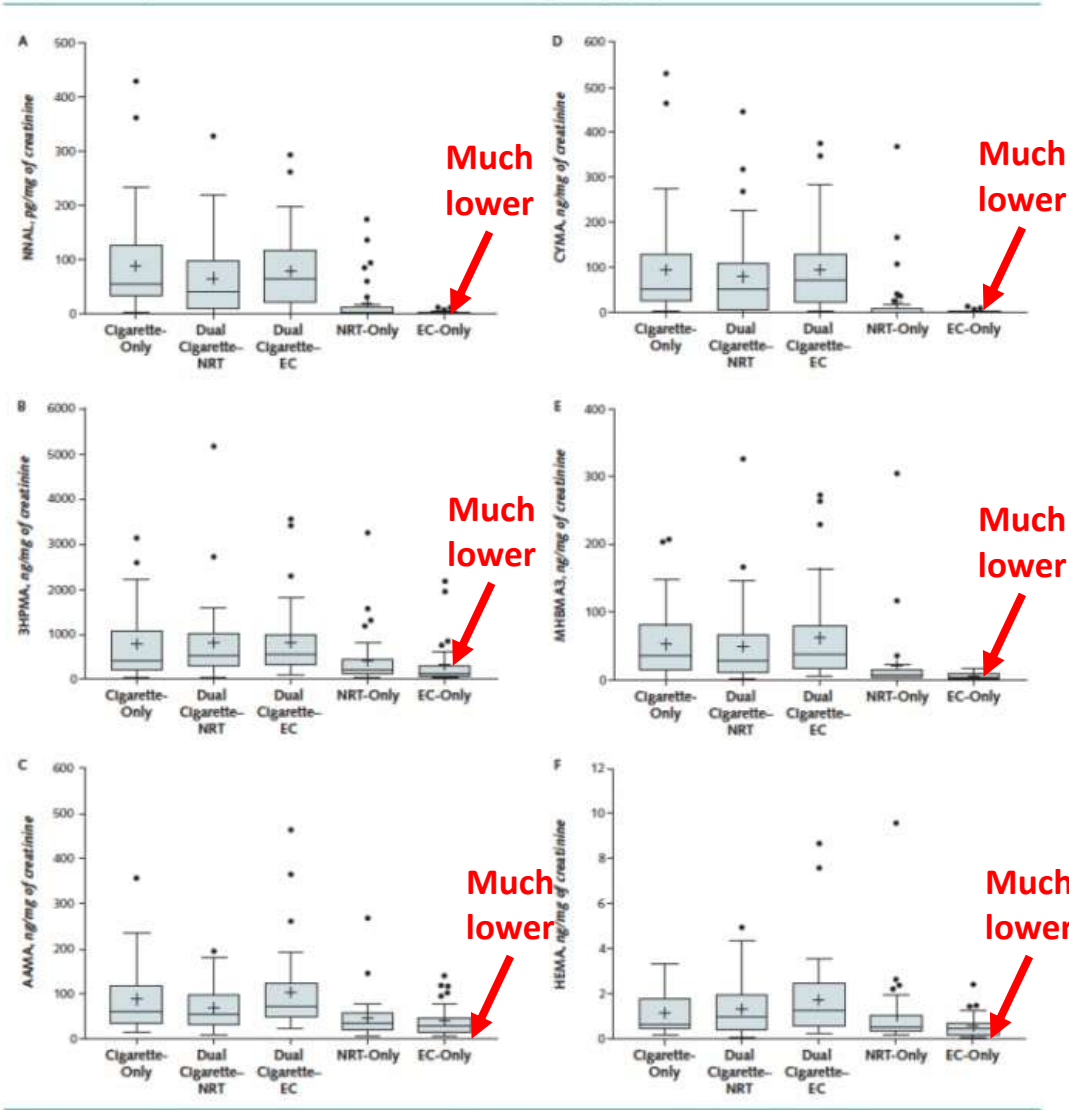 A
500
400
300
200
100
0
NNAL, pg/mg of creatinine
Much
lower
Cigarette-
Only
Dual
Cigarette–
NRT
Dual
Cigarette–
EC
NRT-Only
EC-Only
D
600
500
400
300
200
100
0
CYMA, ng/mg of creatinine
Much
lower
Cigarette-
Only
Dual
Cigarette–
NRT
Dual
Cigarette–
EC
NRT-Only
EC-Only
B
6000
5000
4000
3000
2000
1000
0
3HPMA, ng/mg of creatinine
Much
lower
Cigarette-
Only
Dual
Cigarette–
NRT
Dual
Cigarette–
EC
NRT-Only
EC-Only
E
400
300
200
100
0
MHBMA3, ng/mg of creatinine
Much
lower
Cigarette-
Only
Dual
Cigarette–
NRT
Dual
Cigarette–
EC
NRT-Only
EC-Only
C
600
500
400
300
200
100
0
AAMA, ng/mg of creatinine
Much
lower
Cigarette-
Only
Dual
Cigarette–
NRT
Dual
Cigarette–
EC
NRT-Only
EC-Only
F
12
10
8
6
4
2
0
HEMA, ng/mg of creatinine
Much
lower
Cigarette-
Only
Dual
Cigarette–
NRT
Dual
Cigarette–
EC
NRT-Only
EC-Only